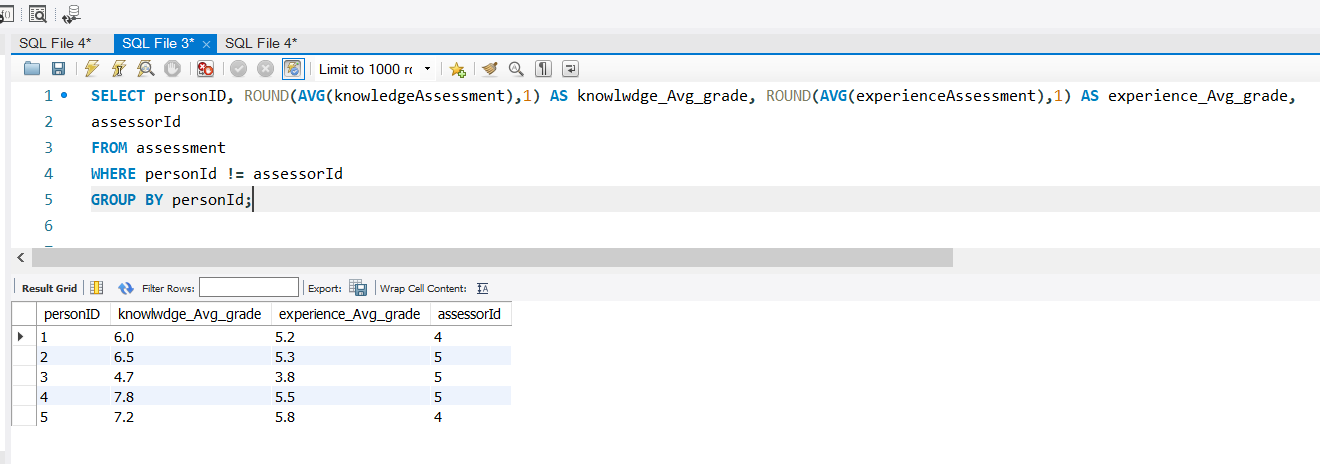 SQL File 4*
SQL File 3*
SQL File 4*
Limit to 1000 rc
1 SELECT personID, ROUND(AVG(knowledgeAssessment),1) AS knowlwdge_Avg_grade, ROUND(AVG(experienceAssessment),1) AS experience_Avg_grade,
2 assessorId
3 FROM assessment
4 WHERE personId != assessorId
5 GROUP BY personId;
6
Result Grid Filter Rows: Export: Wrap Cell Content:
personID knowlwdge_Avg_grade experience_Avg_grade assessorId
1 6.0 5.2 4
2 6.5 5.3 5
3 4.7 3.8 5
4 7.8 5.5 5
5 7.2 5.8 4